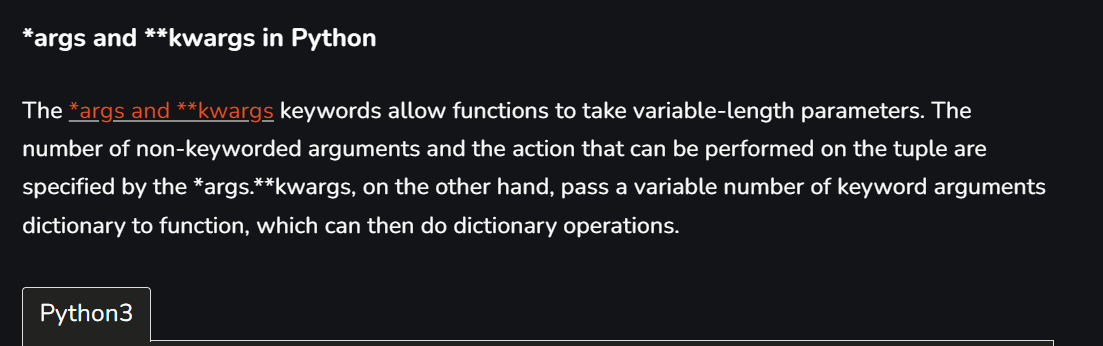 *args and **kwargs in Python
The *args and **kwargs keywords allow functions to take variable-length parameters. The
number of non-keyworded arguments and the action that can be performed on the tuple are
specified by the *args.**kwargs, on the other hand, pass a variable number of keyword arguments
dictionary to function, which can then do dictionary operations.
Python3